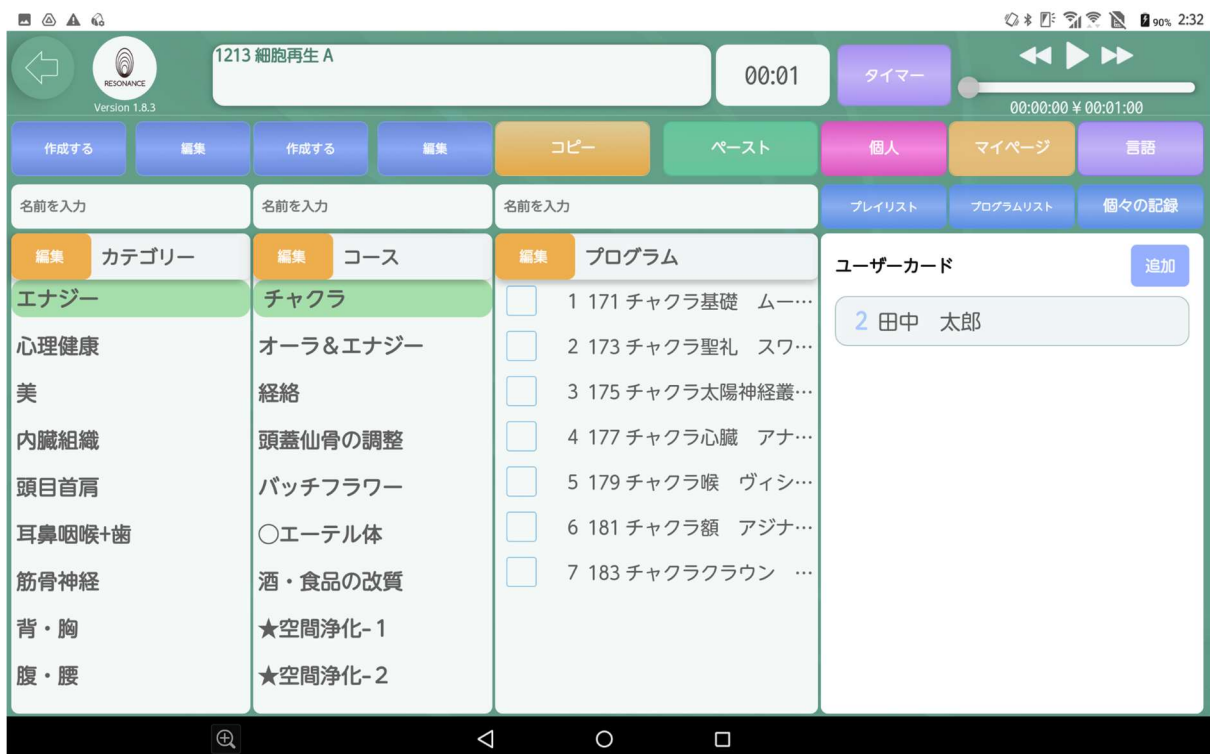 90% 2:32
RESONANCE
Version 1.8.3
1213 細胞再生 A
00:01
タイマー
00:00:00 ¥ 00:01:00
作成する 編集 作成する 編集 コピー ペースト 個人 マイページ 言語
名前を入力 名前を入力 名前を入力 プレイリスト プログラムリスト 個々の記録
編集 カテゴリー
エナジー
心理健康
美
内臓組織
頭目首肩
耳鼻咽喉+歯
筋骨神経
背・胸
腹・腰
編集 コース
チャクラ
オーラ&エナジー
経絡
頭蓋仙骨の調整
バッチフラワー
○エーテル体
酒・食品の改質
★空間浄化-1
★空間浄化-2
編集 プログラム
1 171 チャクラ基礎 ムー…
2 173 チャクラ聖礼 スワ…
3 175 チャクラ太陽神経叢…
4 177 チャクラ心臓 アナ…
5 179 チャクラ喉 ヴィシ…
6 181 チャクラ額 アジナ…
7 183 チャクラクラウン …
ユーザーカード 追加
2 田中 太郎